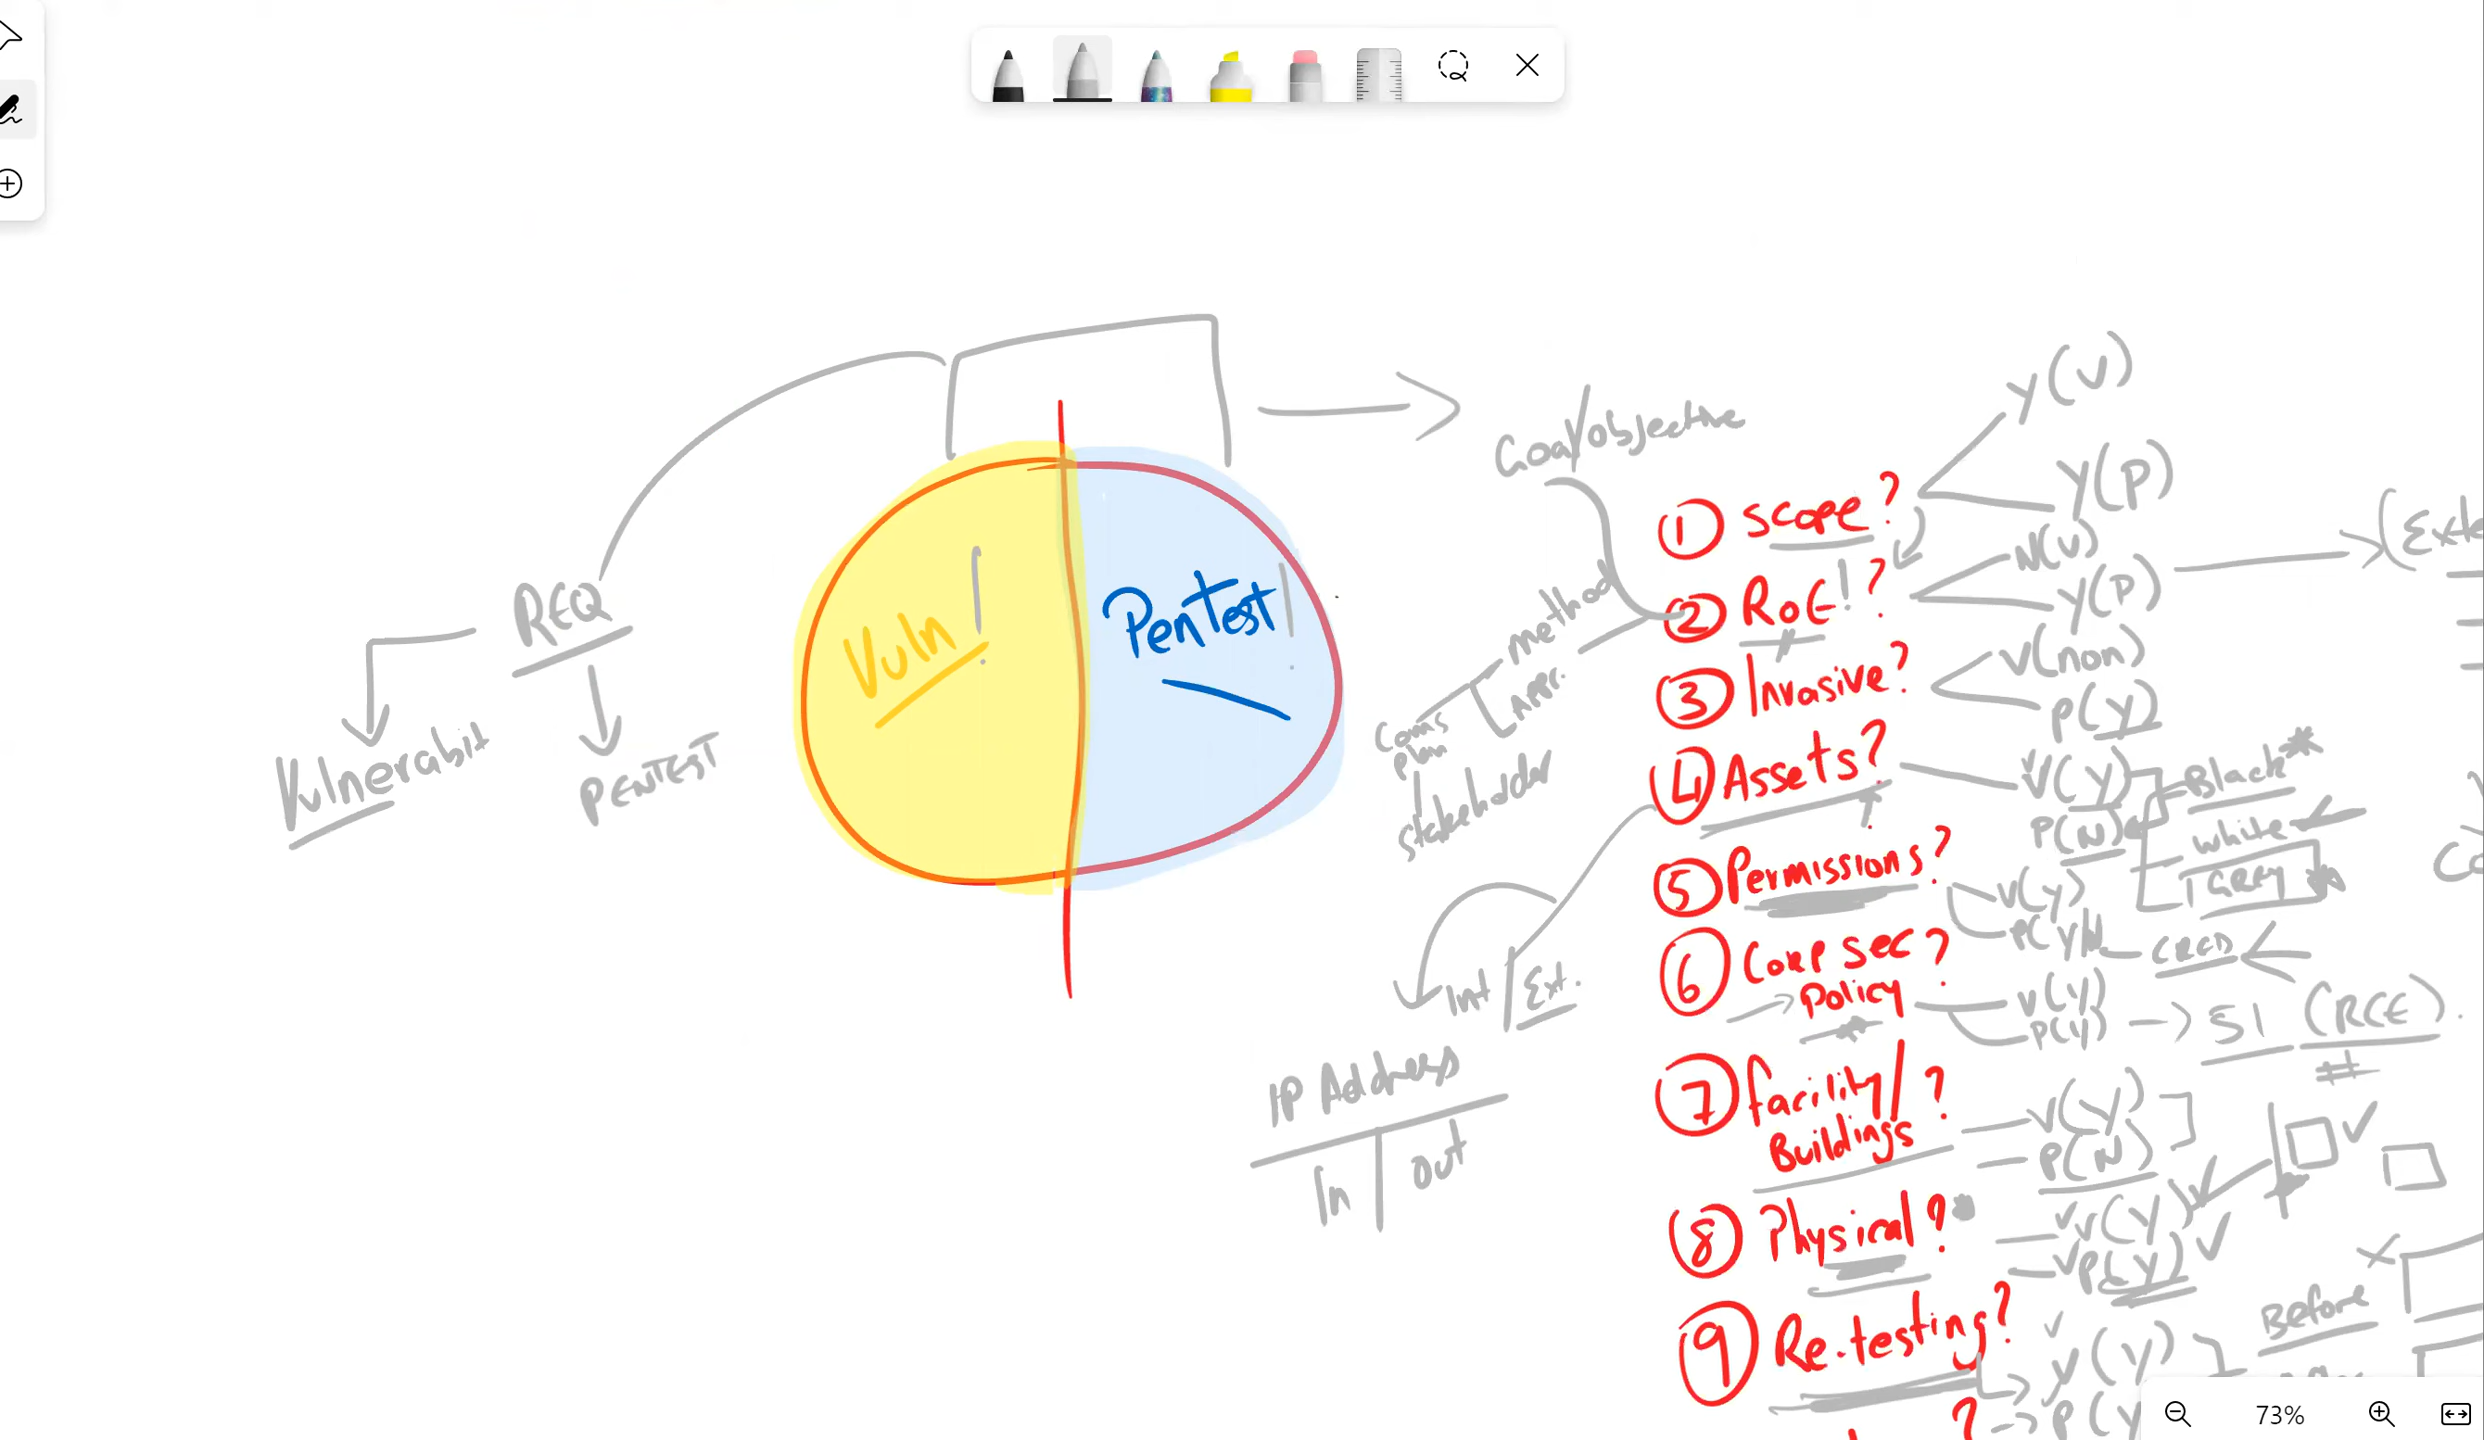 Goal/objective
Y(V)
① Scope?
Y(P)
N(V)
② RoE!?
Y(P)
method
Vuln!
Pentest!
REQ
Vulnerabit
PENTEST
③ Invasive?
V(non)
P(Y)
Appr.
Coms
plan
stakeholder
④ Assets?
V(Y)
P(N)
Black*
white
GREY
⑤ Permissions?
V(Y)
P(Y/N
CRED
⑥ Corp sec?
Policy
V(Y)
P(Y)
SI (RCE).
Int/Ext.
IP Address
In
out
⑦ Facility/?
Buildings
V(Y)
P(N)
⑧ Physical?
V(Y)
P(Y)
⑨ Re-testing?
Before
V(Y)
?
P(Y
73%